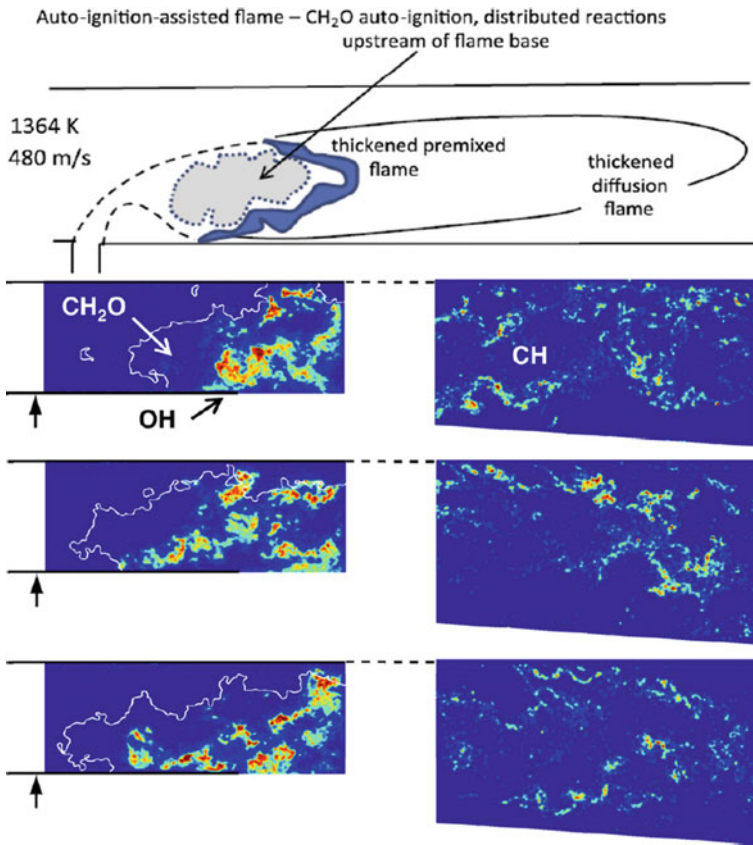 Auto-ignition-assisted flame – CH₂O auto-ignition, distributed reactions
upstream of flame base
1364 K
480 m/s
thickened premixed
flame
thickened
diffusion
flame
CH₂O
CH
OH